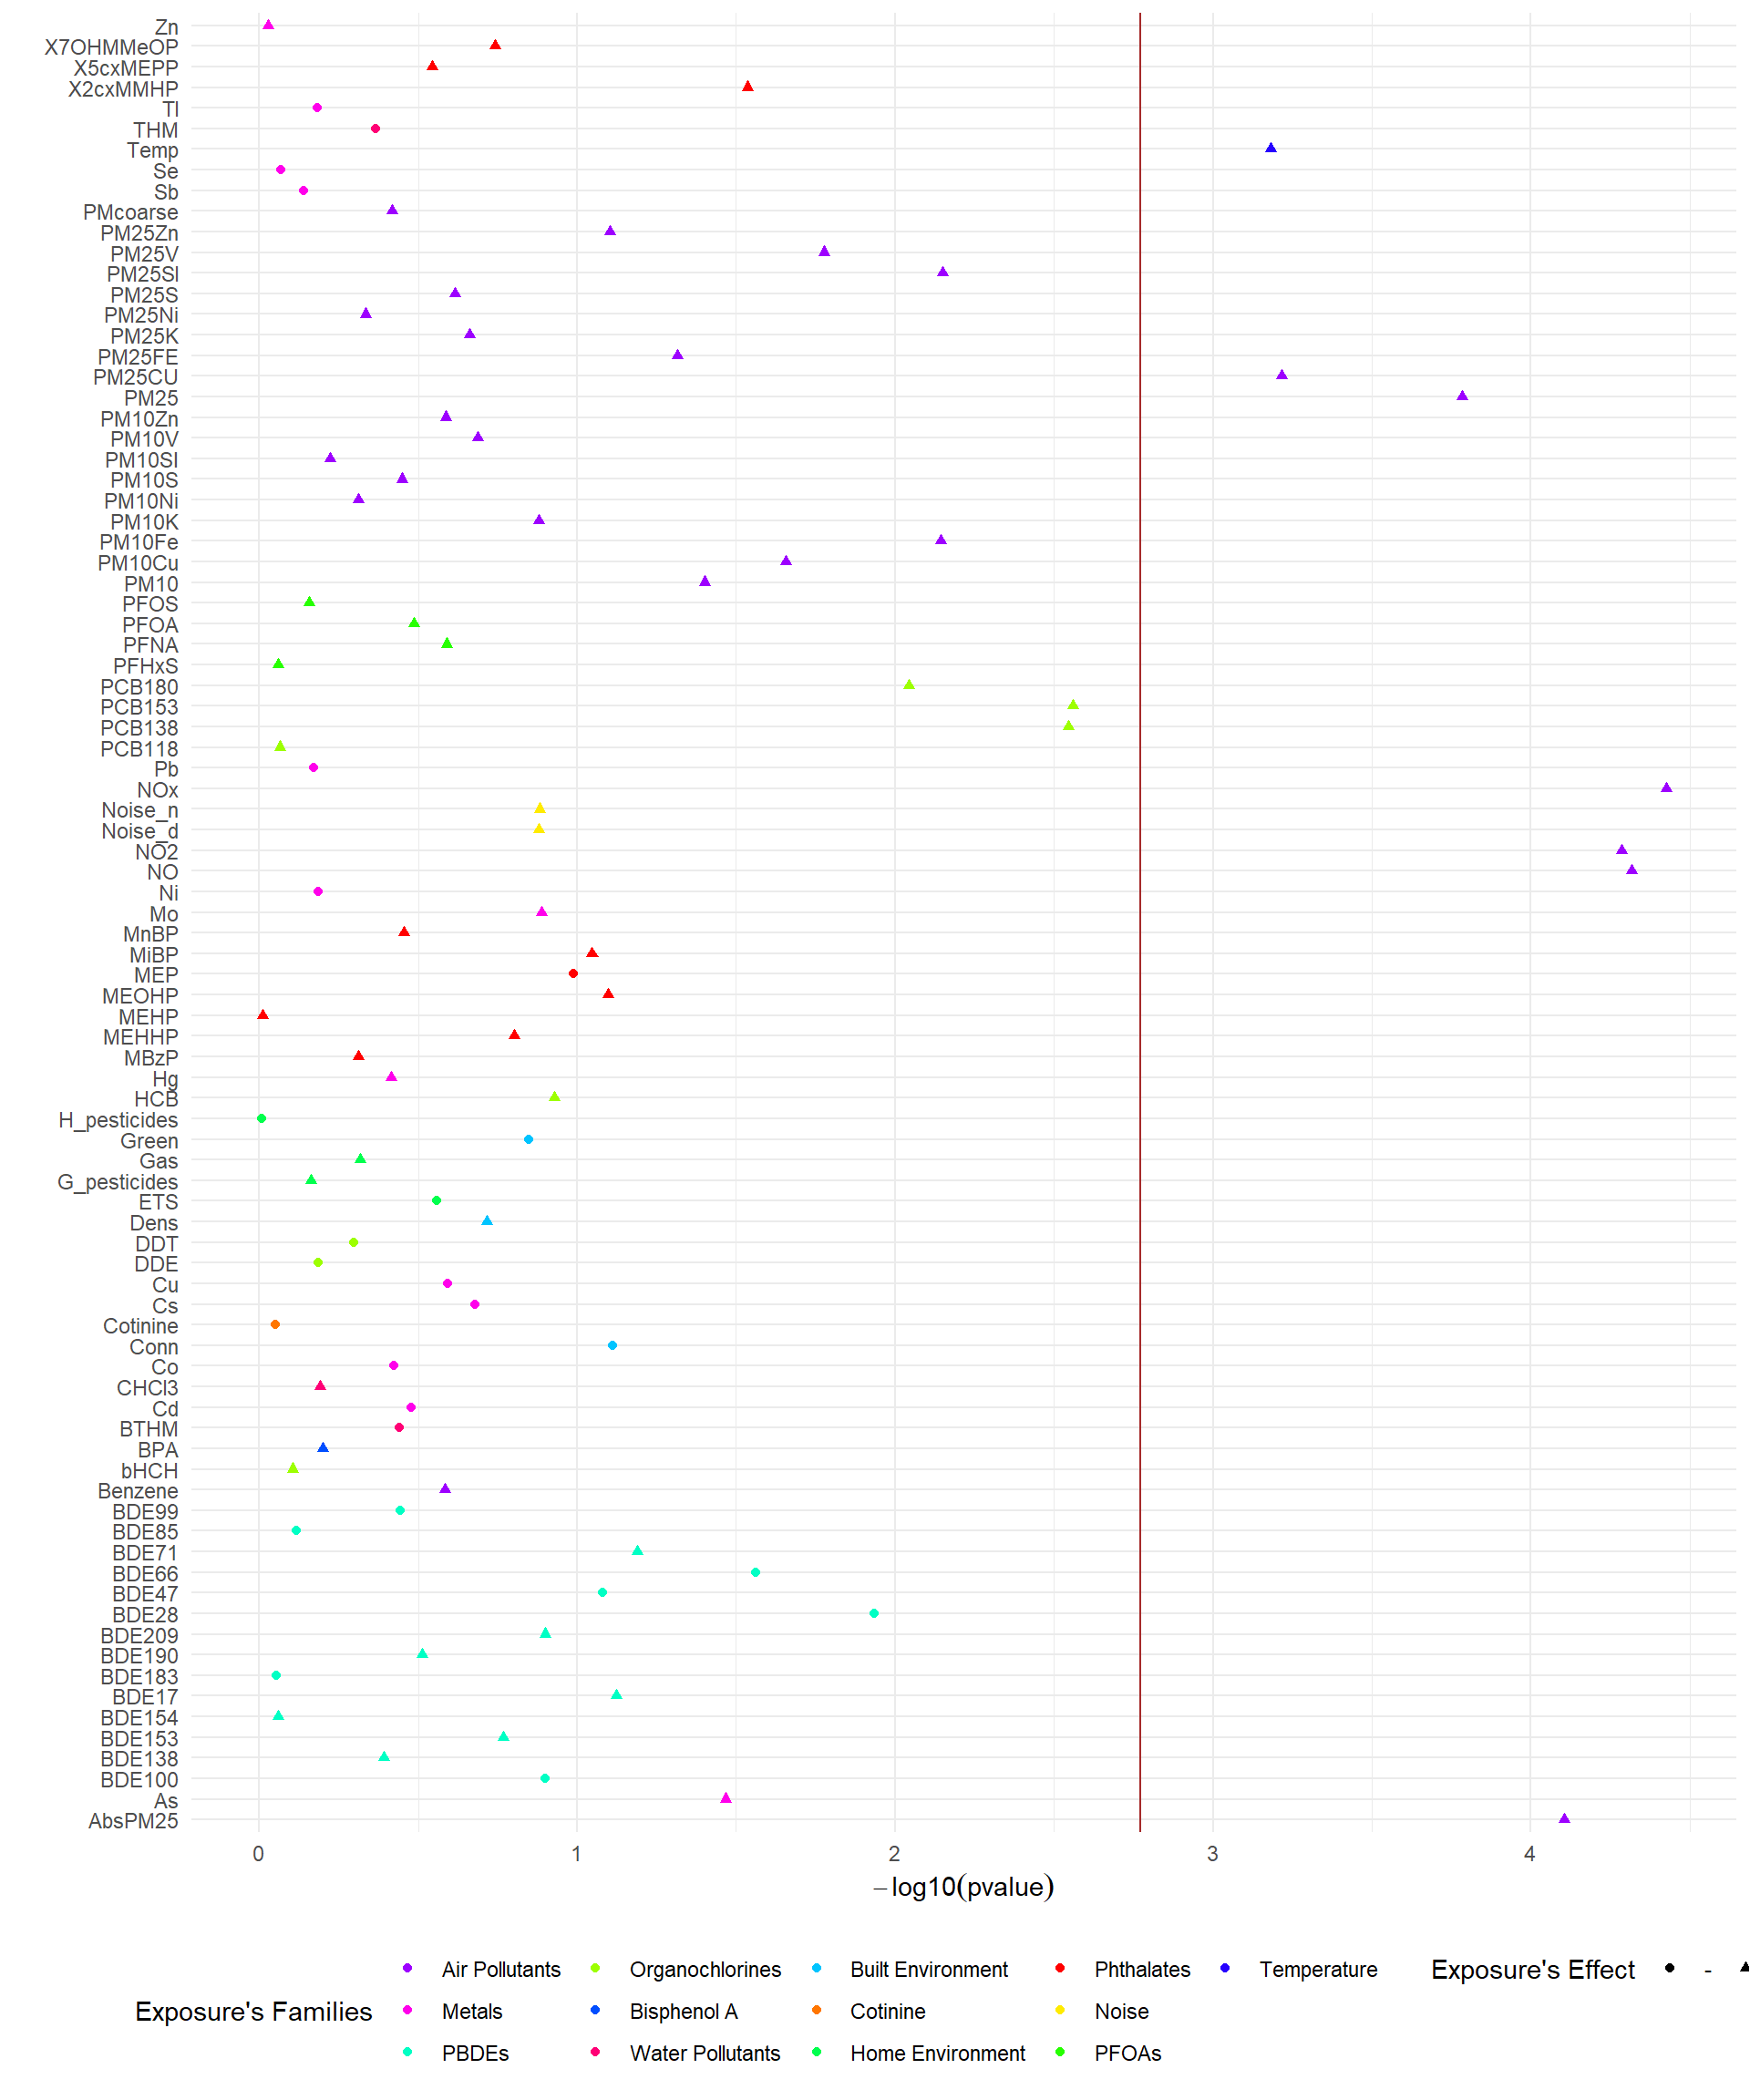 Zn
X7OHMMeOP
X5cxMEPP
X2cxMMHP
Tl
THM
Temp
Se
Sb
PMcoarse
PM25Zn
PM25V
PM25Sl
PM25S
PM25Ni
PM25K
PM25FE
PM25CU
PM25
PM10Zn
PM10V
PM10SI
PM10S
PM10Ni
PM10K
PM10Fe
PM10Cu
PM10
PFOS
PFOA
PFNA
PFHxS
PCB180
PCB153
PCB138
PCB118
Pb
NOx
Noise_n
Noise_d
NO2
NO
Ni
Mo
MnBP
MiBP
MEP
MEOHP
MEHP
MEHHP
MBzP
Hg
HCB
H_pesticides
Green
Gas
G_pesticides
ETS
Dens
DDT
DDE
Cu
Cs
Cotinine
Conn
Co
CHCl3
Cd
BTHM
BPA
bHCH
Benzene
BDE99
BDE85
BDE71
BDE66
BDE47
BDE28
BDE209
BDE190
BDE183
BDE17
BDE154
BDE153
BDE138
BDE100
As
AbsPM25
0 1 2 3 4
−log10(pvalue)
Air Pollutants Organochlorines Built Environment Phthalates Temperature Exposure's Effect -
Exposure's Families Metals Bisphenol A Cotinine Noise
PBDEs Water Pollutants Home Environment PFOAs